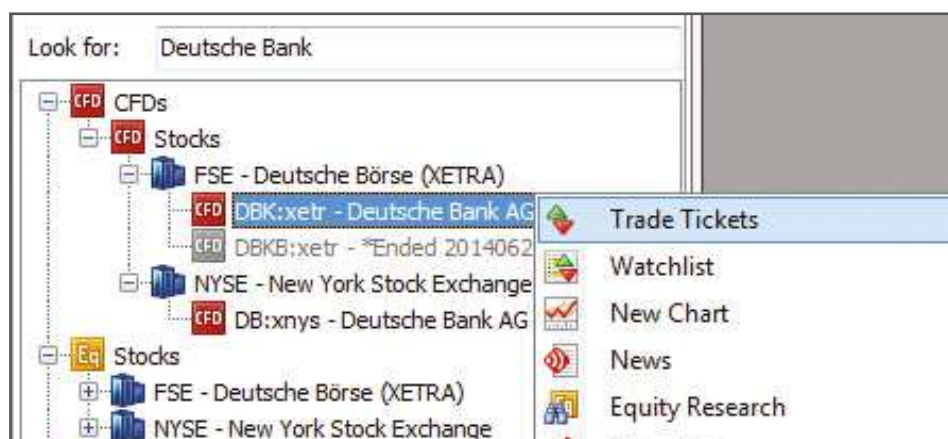 Look for: Deutsche Bank
CFD CFDs
CFD Stocks
FSE - Deutsche Börse (XETRA)
CFD DBK:xetr - Deutsche Bank AG
CFD DBKB:xetr - *Ended 2014062
NYSE - New York Stock Exchange
CFD DB:xnys - Deutsche Bank AG
Eq Stocks
FSE - Deutsche Börse (XETRA)
NYSE - New York Stock Exchange
Trade Tickets
Watchlist
New Chart
News
Equity Research